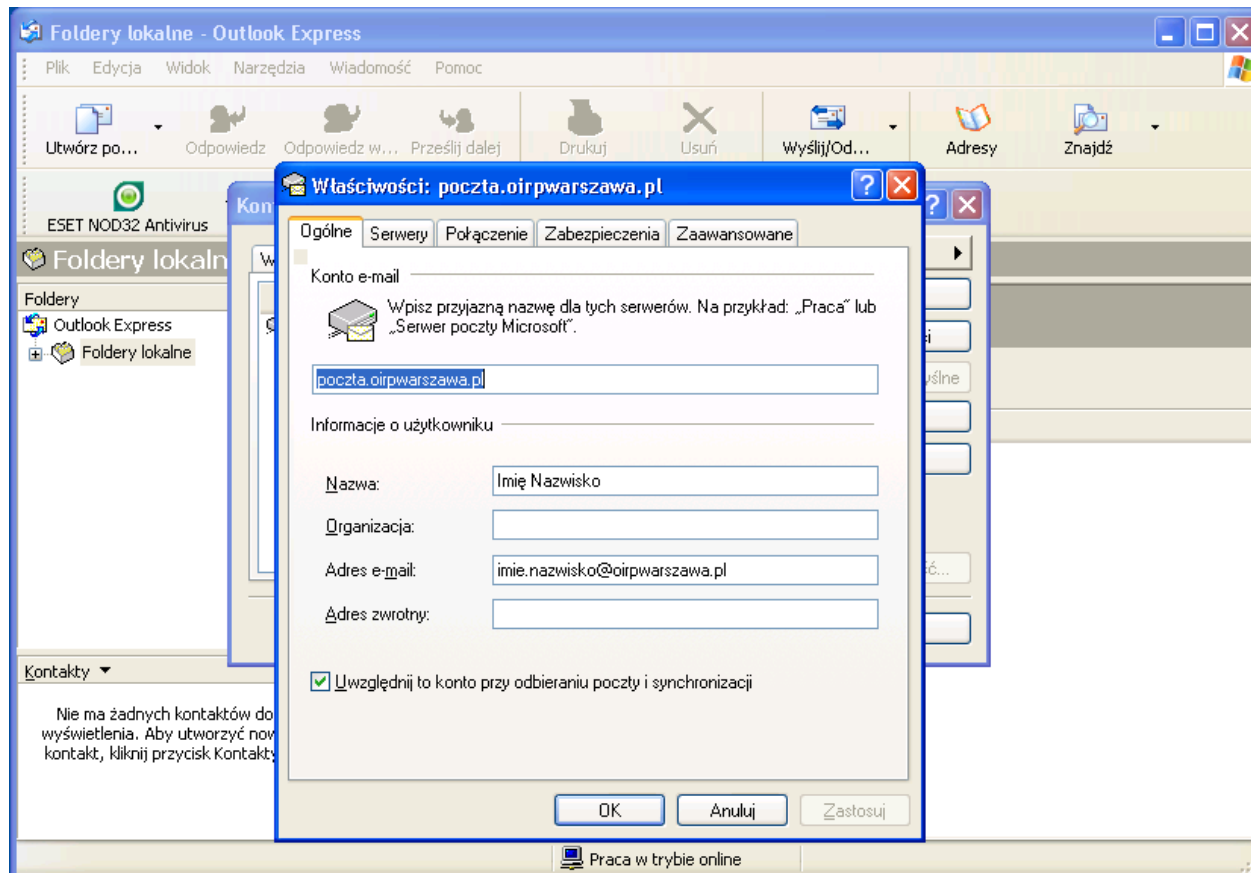 Foldery lokalne - Outlook Express
Plik Edycja Widok Narzędzia Wiadomość Pomoc
Utwórz po... Odpowiedz Odpowiedz w... Prześlij dalej Drukuj Usuń Wyślij/Od... Adresy Znajdź
ESET NOD32 Antivirus
Foldery lokaln
Foldery
Outlook Express
Foldery lokalne
Kon
W
Właściwości: poczta.oirpwarszawa.pl
Ogólne Serwery Połączenie Zabezpieczenia Zaawansowane
Konto e-mail
Wpisz przyjazną nazwę dla tych serwerów. Na przykład: „Praca" lub
„Serwer poczty Microsoft".
poczta.oirpwarszawa.pl
Informacje o użytkowniku
Nazwa: Imię Nazwisko
Organizacja:
Adres e-mail: imie.nazwisko@oirpwarszawa.pl
Adres zwrotny:
Uwzględnij to konto przy odbieraniu poczty i synchronizacji
OK Anuluj Zastosuj
i
yślne
ć...
Kontakty
Nie ma żadnych kontaktów do
wyświetlenia. Aby utworzyć now
kontakt, kliknij przycisk Kontakty
Praca w trybie online